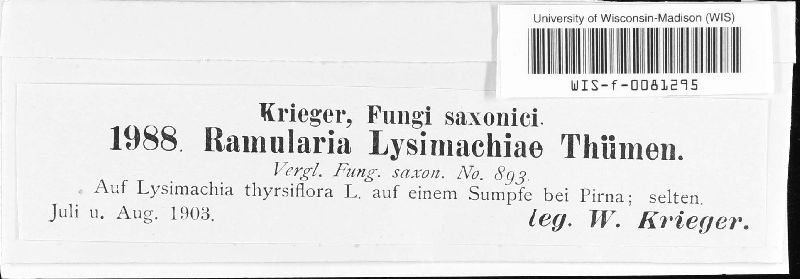 University of Wisconsin-Madison (WIS)
WIS-f-0081295
Krieger, Fungi saxonici.
1988. Ramularia Lysimachiae Thümen.
Vergl. Fung. saxon. No. 893.
Auf Lysimachia thyrsiflora L. auf einem Sumpfe bei Pirna; selten.
Juli u. Aug. 1903.
leg. W. Krieger.